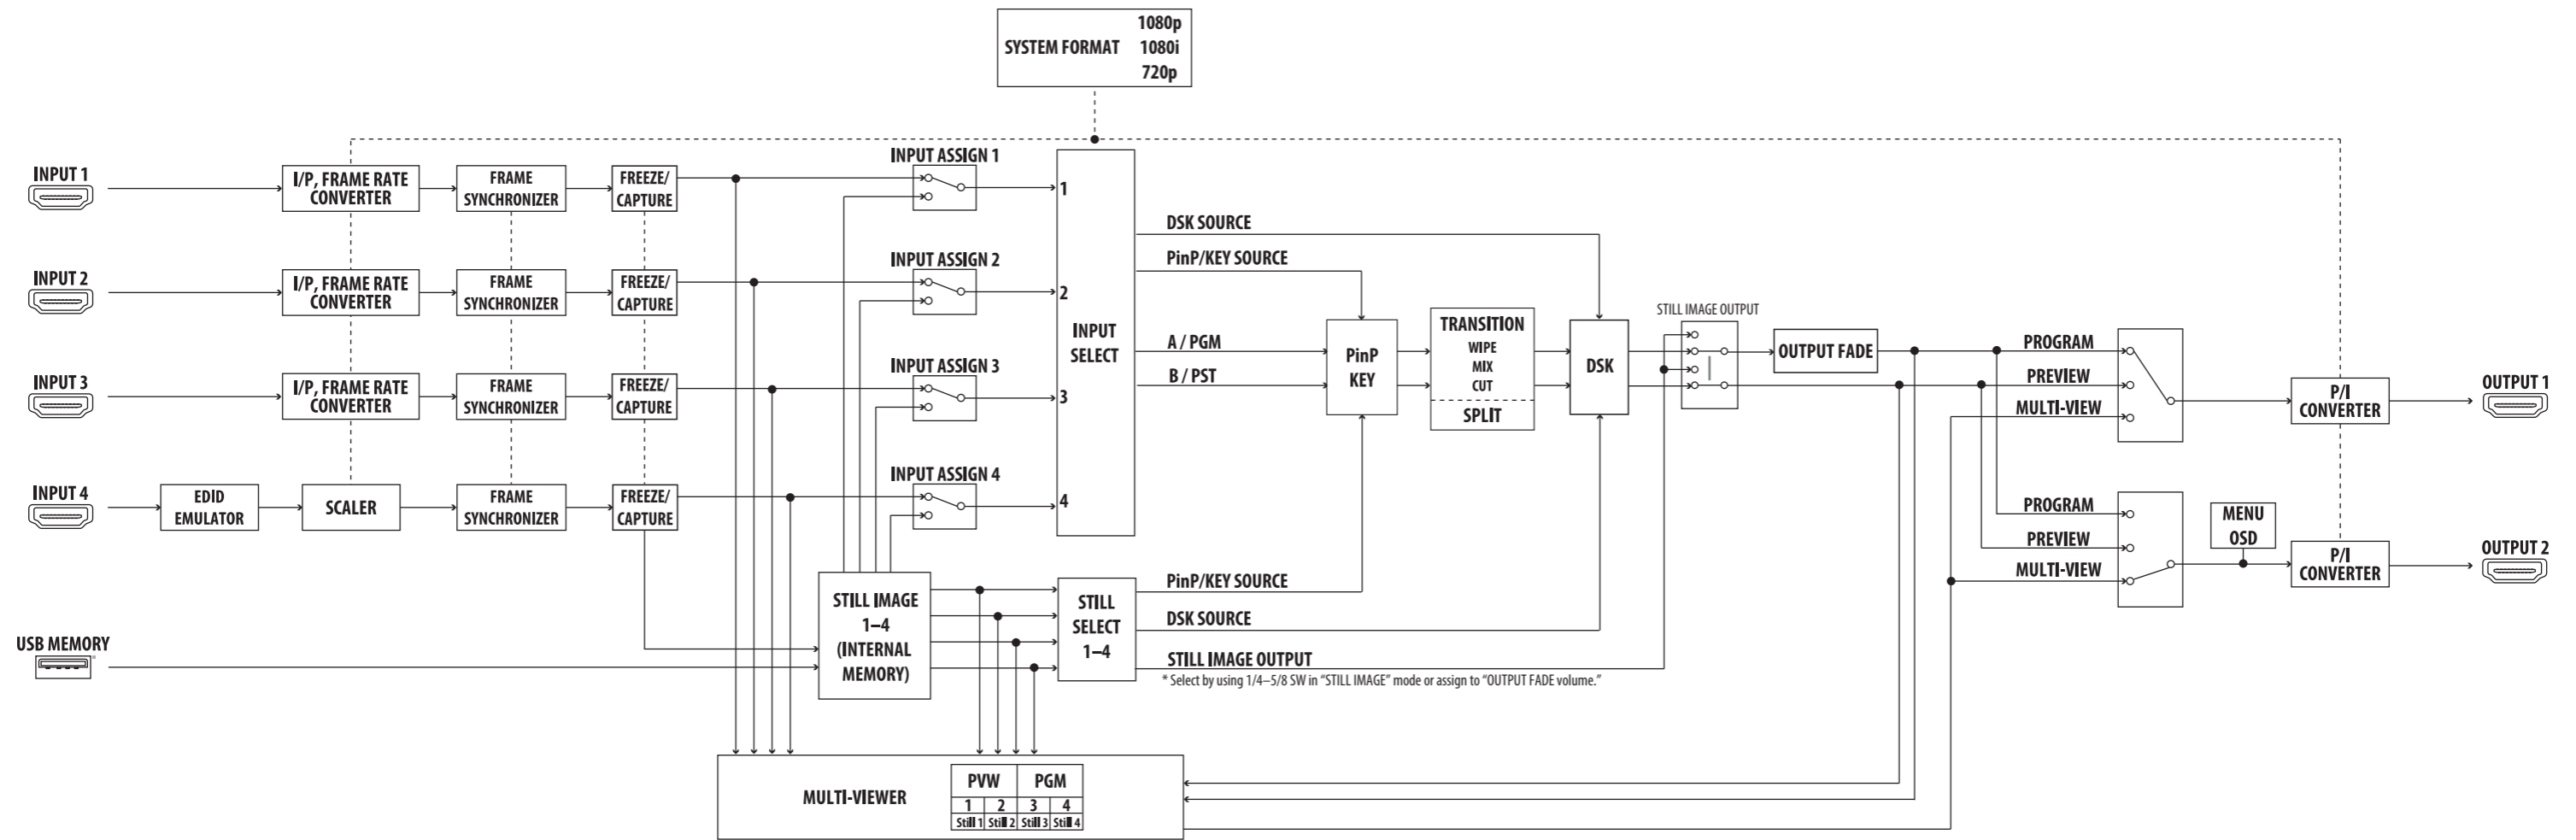 SYSTEM FORMAT
1080p
1080i
720p
INPUT 1
I/P, FRAME RATE
CONVERTER
FRAME
SYNCHRONIZER
FREEZE/
CAPTURE
INPUT ASSIGN 1
INPUT 2
I/P, FRAME RATE
CONVERTER
FRAME
SYNCHRONIZER
FREEZE/
CAPTURE
INPUT ASSIGN 2
INPUT 3
I/P, FRAME RATE
CONVERTER
FRAME
SYNCHRONIZER
FREEZE/
CAPTURE
INPUT ASSIGN 3
INPUT 4
EDID
EMULATOR
SCALER
FRAME
SYNCHRONIZER
FREEZE/
CAPTURE
INPUT ASSIGN 4
1
2
3
4
INPUT
SELECT
DSK SOURCE
PinP/KEY SOURCE
A / PGM
B / PST
PinP
KEY
TRANSITION
WIPE
MIX
CUT
SPLIT
DSK
STILL IMAGE OUTPUT
OUTPUT FADE
PROGRAM
PREVIEW
MULTI-VIEW
P/I
CONVERTER
OUTPUT 1
PROGRAM
PREVIEW
MULTI-VIEW
MENU
OSD
P/I
CONVERTER
OUTPUT 2
USB MEMORY
*
STILL IMAGE
1–4
(INTERNAL
MEMORY)
STILL
SELECT
1–4
PinP/KEY SOURCE
DSK SOURCE
STILL IMAGE OUTPUT
* Select by using 1/4–5/8 SW in “STILL IMAGE” mode or assign to “OUTPUT FADE volume.”
MULTI-VIEWER
PVW PGM
1 2 3 4
Still 1 Still 2 Still 3 Still 4